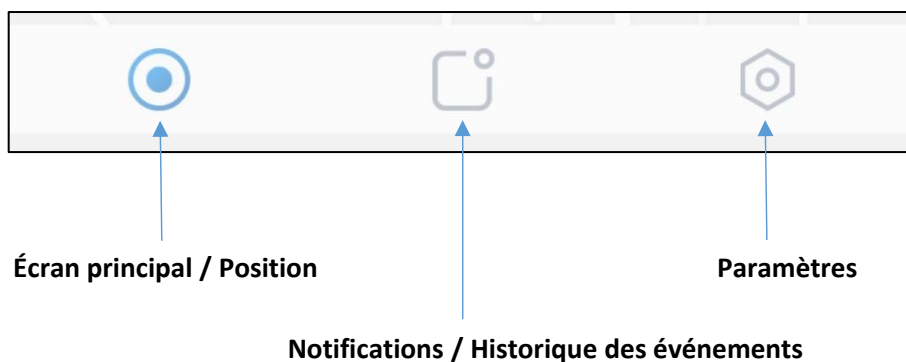 Écran principal / Position
Paramètres
Notifications / Historique des événements